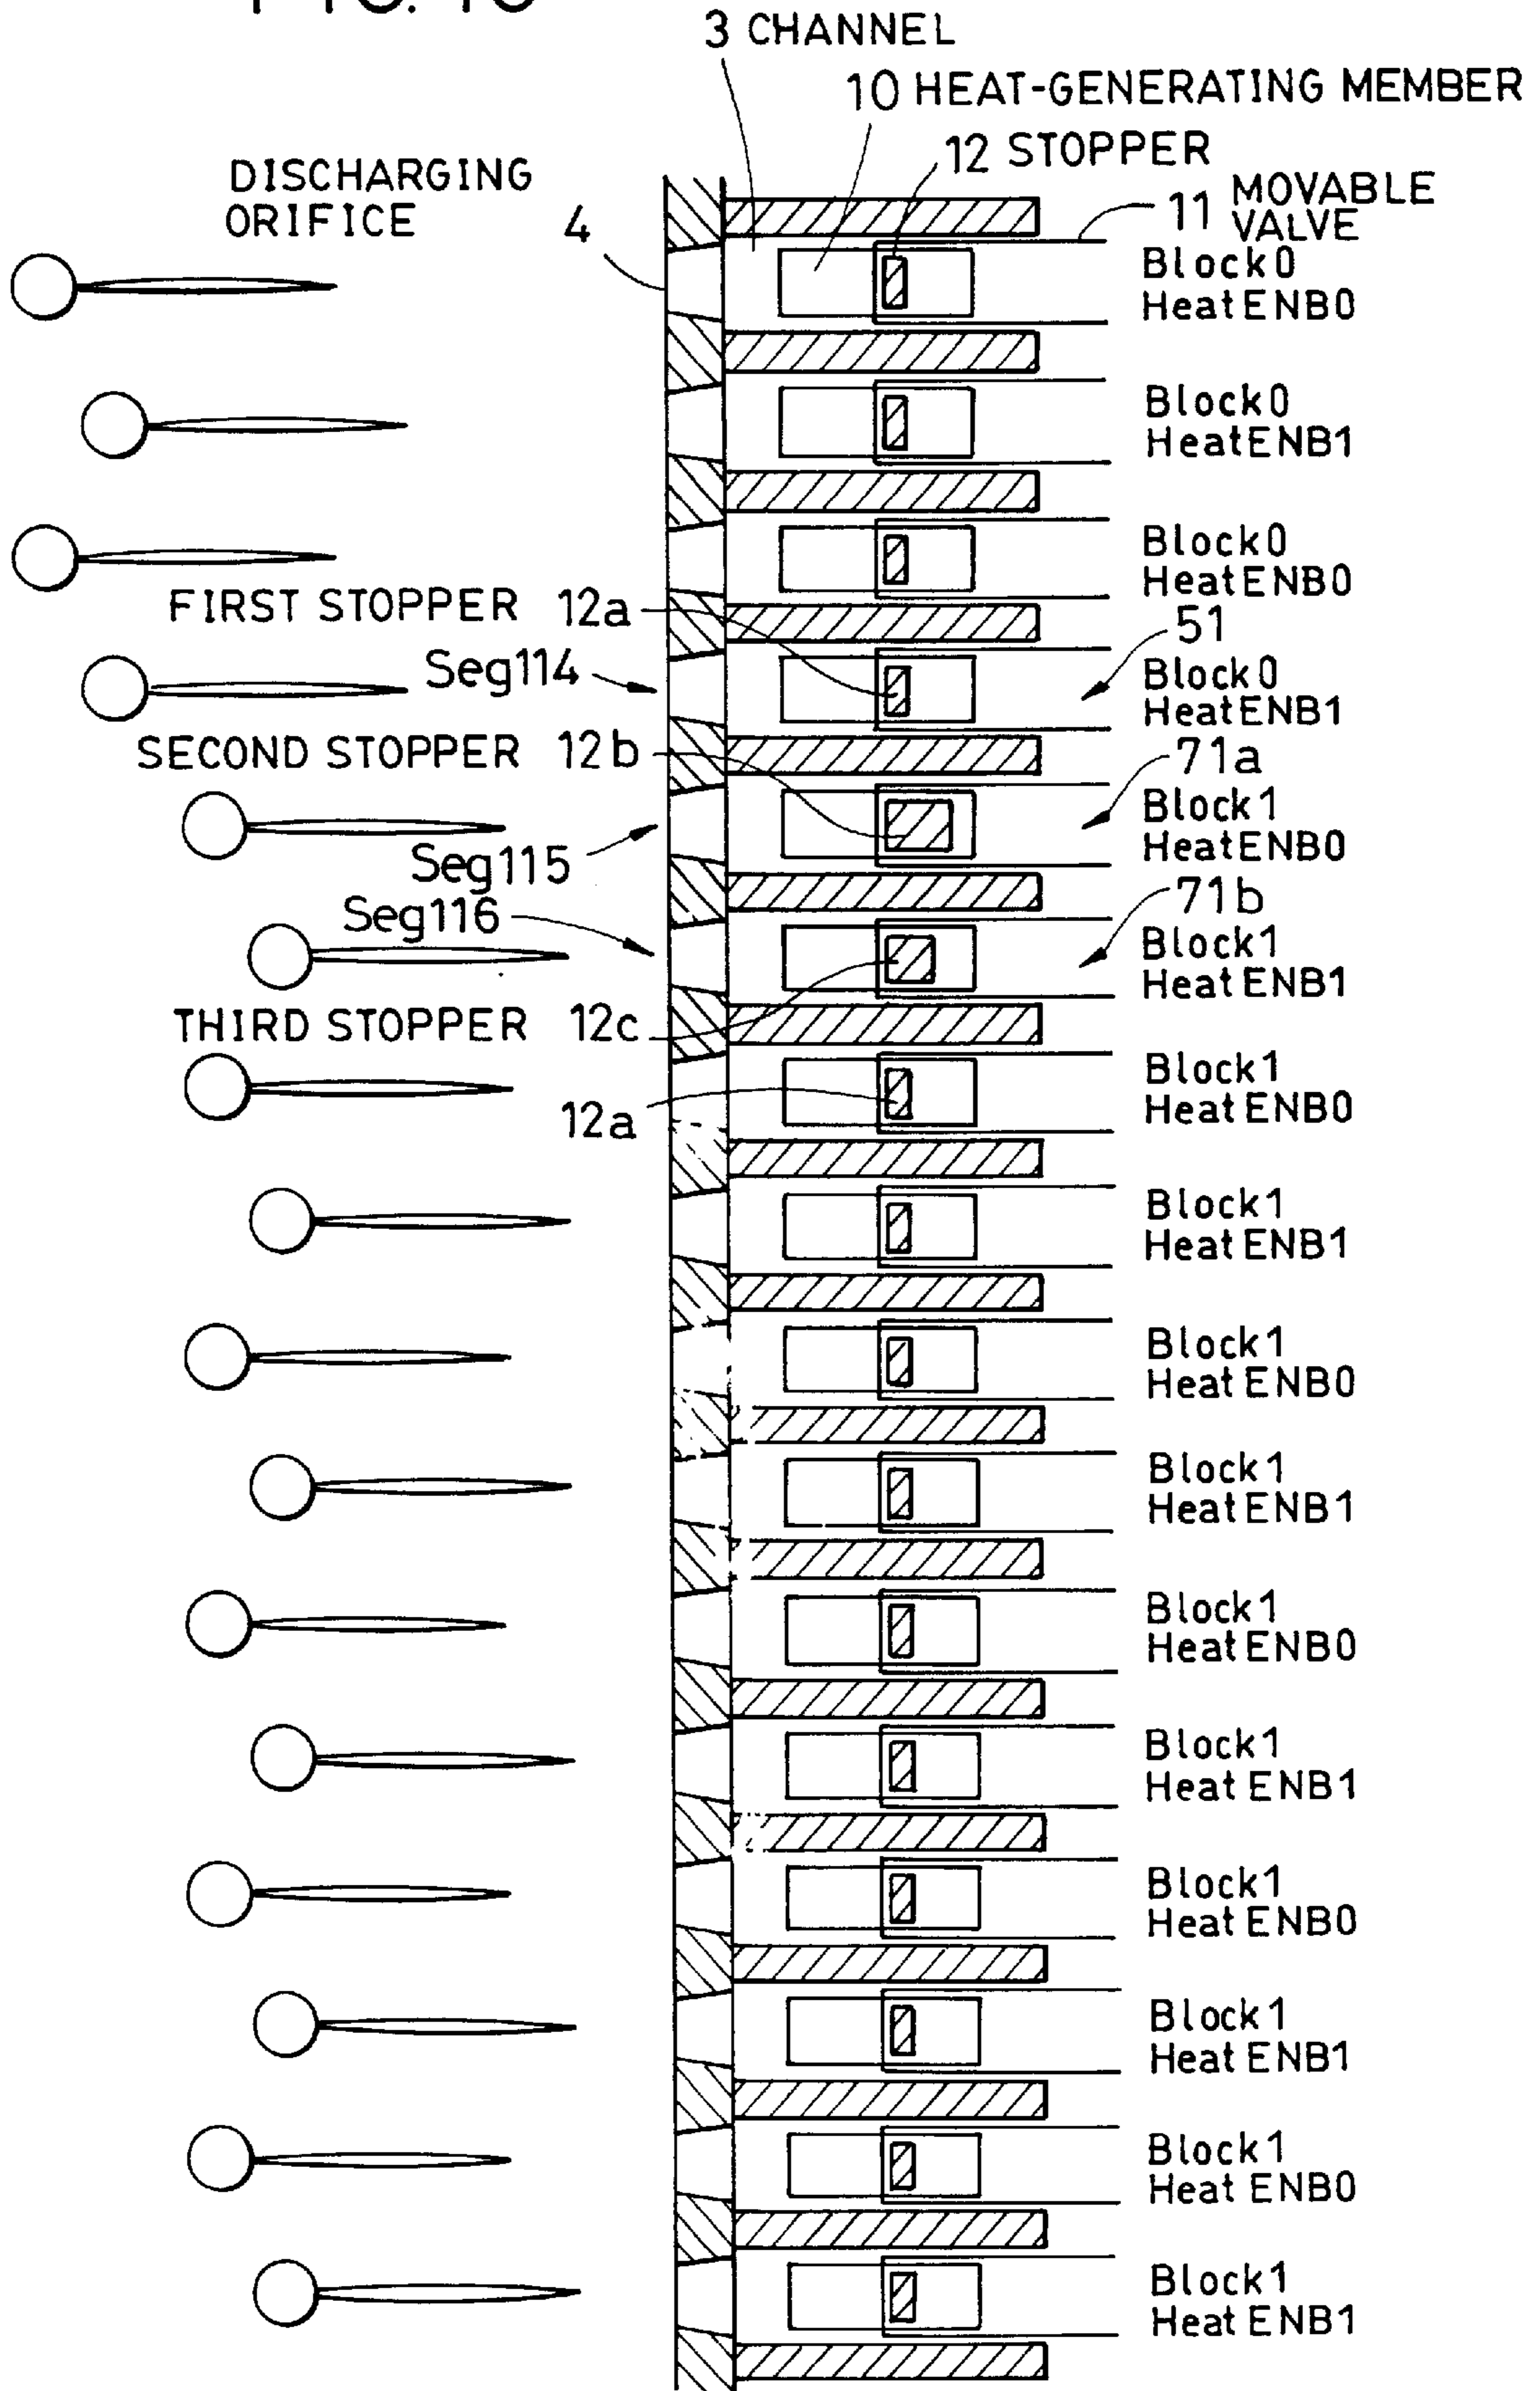 3 CHANNEL
10 HEAT-GENERATING MEMBER
12 STOPPER
DISCHARGING
ORIFICE
4
11 MOVABLE
VALVE
Block0
HeatENB0
Block0
HeatENB1
Block0
HeatENB0
FIRST STOPPER 12a
51
Seg114
Block0
HeatENB1
SECOND STOPPER 12b
71a
Block1
HeatENB0
Seg115
71b
Seg116
Block1
HeatENB1
THIRD STOPPER 12c
Block1
HeatENB0
12a
Block1
HeatENB1
Block1
HeatENB0
Block1
HeatENB1
Block1
HeatENB0
Block1
HeatENB1
Block1
HeatENB0
Block1
HeatENB1
Block1
HeatENB0
Block1
HeatENB1